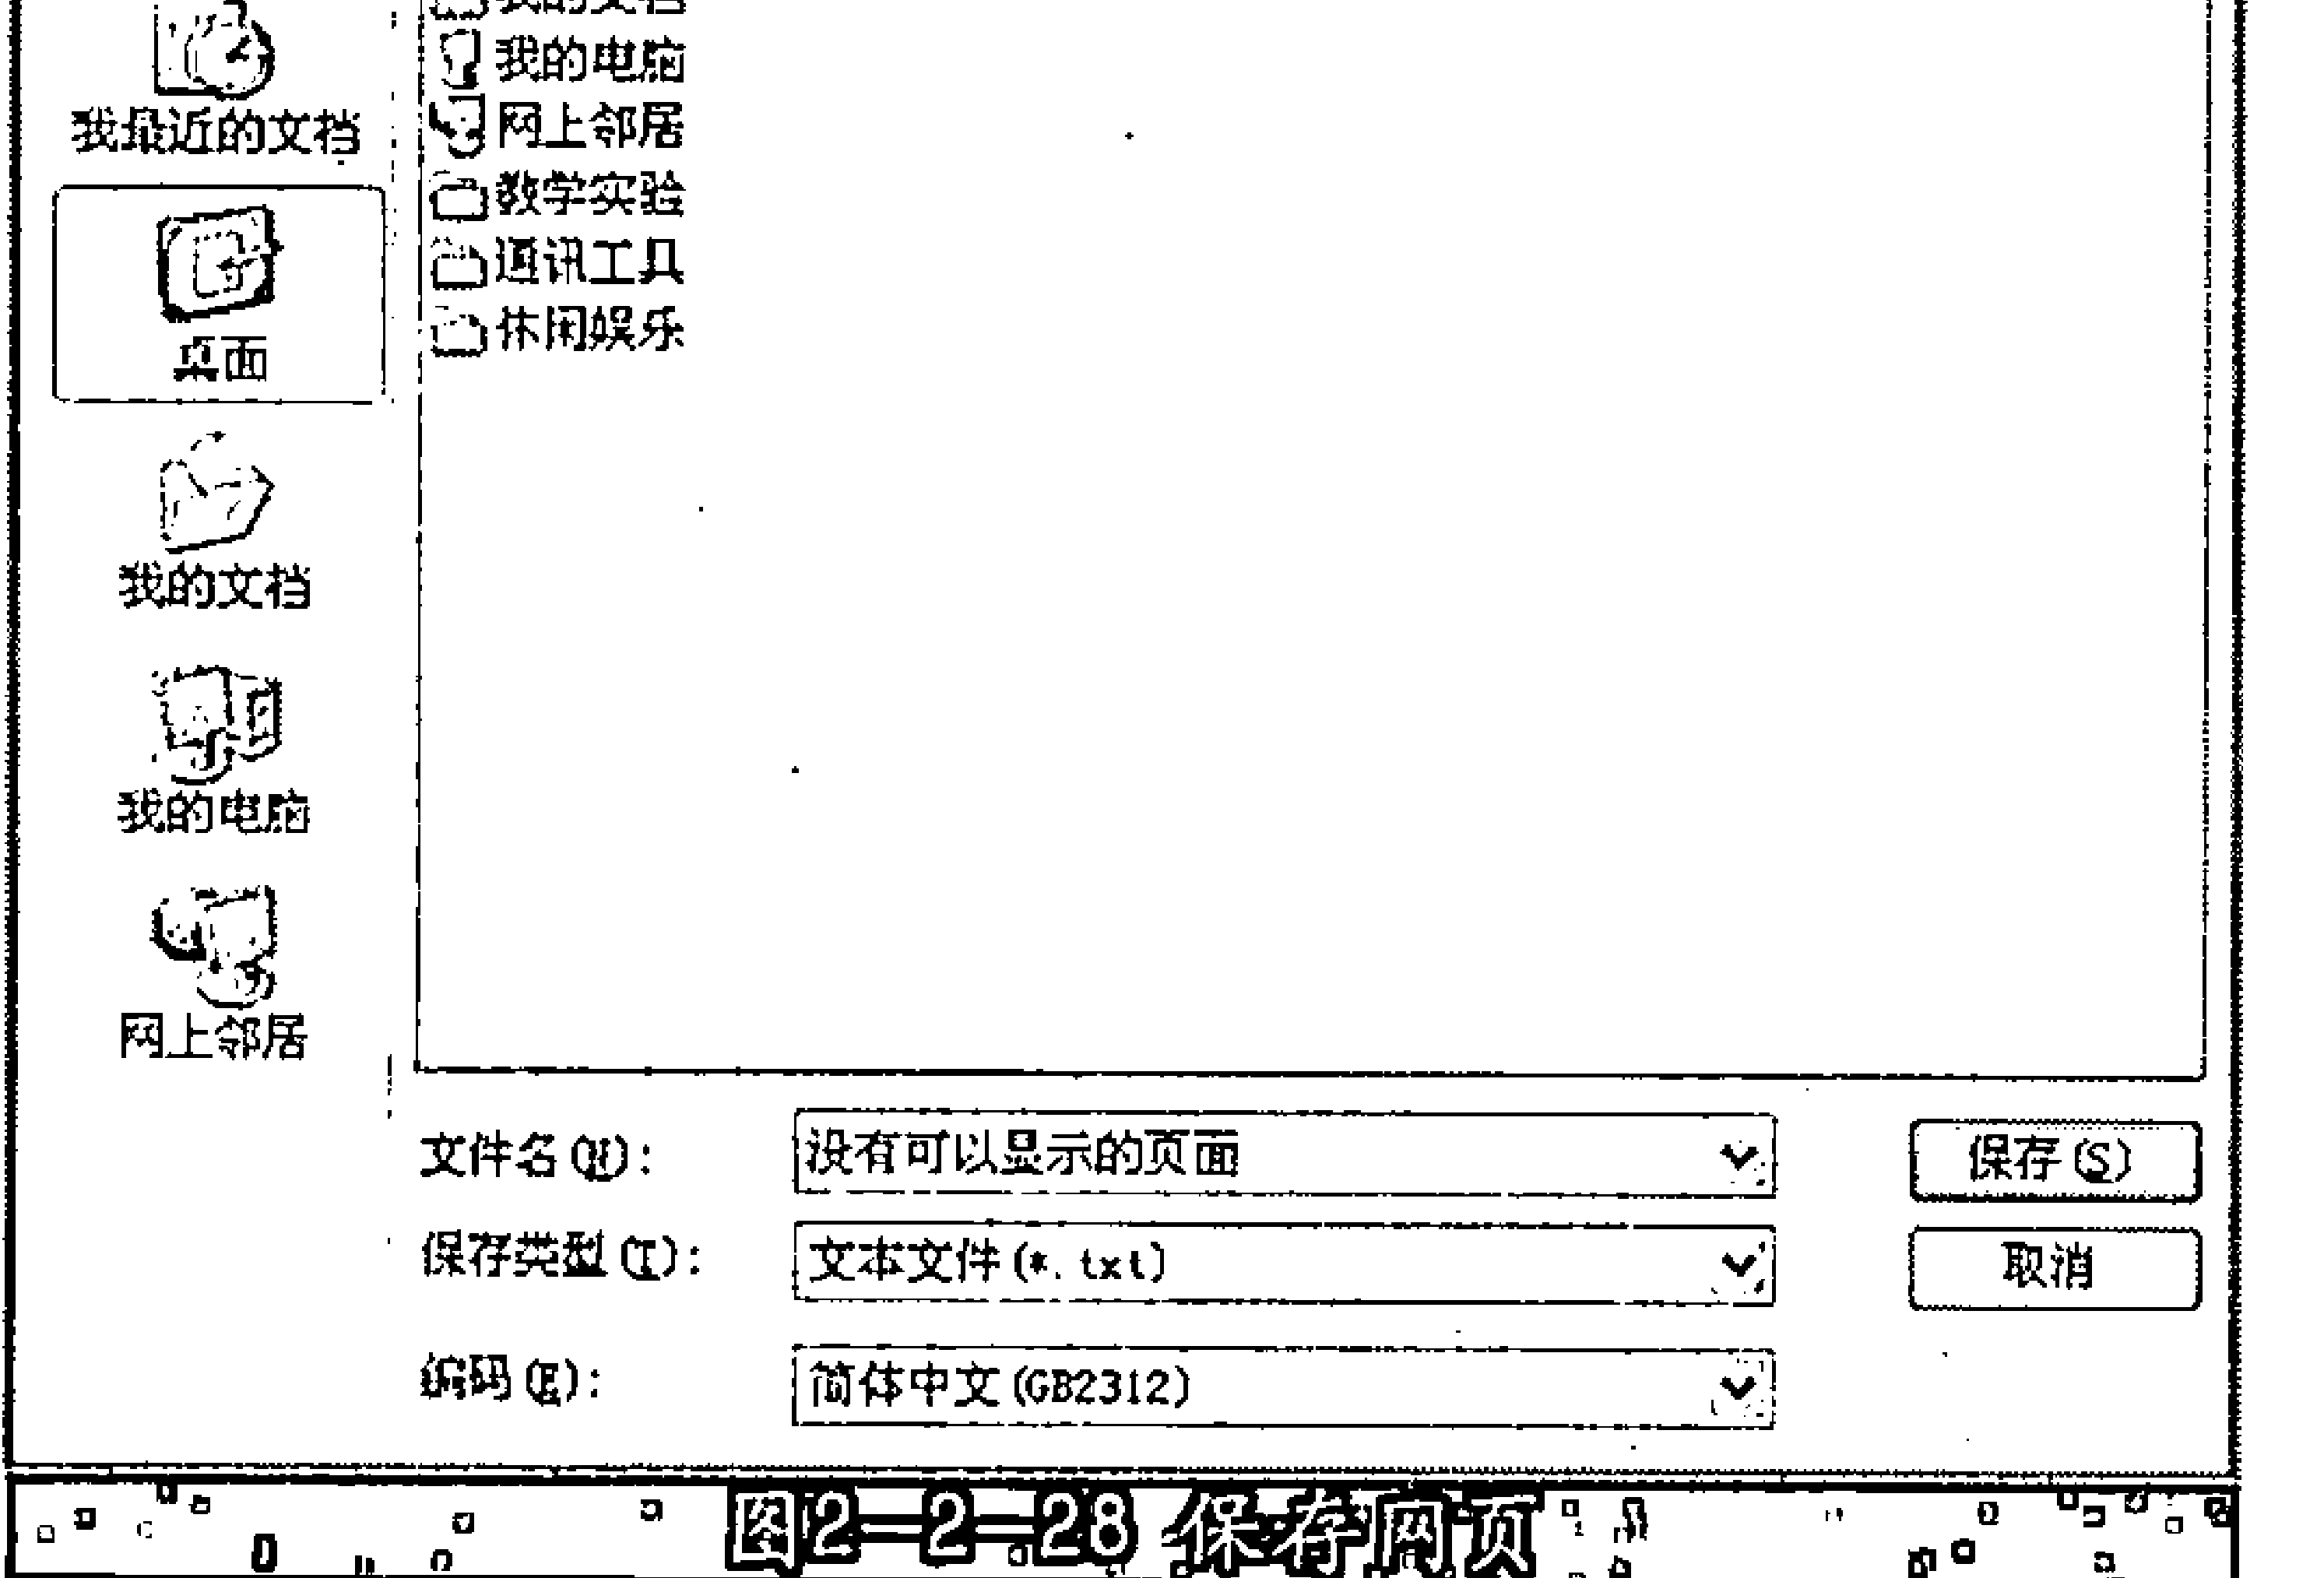 我的文档
我的电脑
网上邻居
数学实验
通讯工具
休闲娱乐
我最近的文档
桌面
我的文档
我的电脑
网上邻居
文件名(N):
没有可以显示的页面
保存(S)
保存类型(T):
文本文件(*.txt)
取消
编码(E):
简体中文(GB2312)
图2-2-28 保存网页